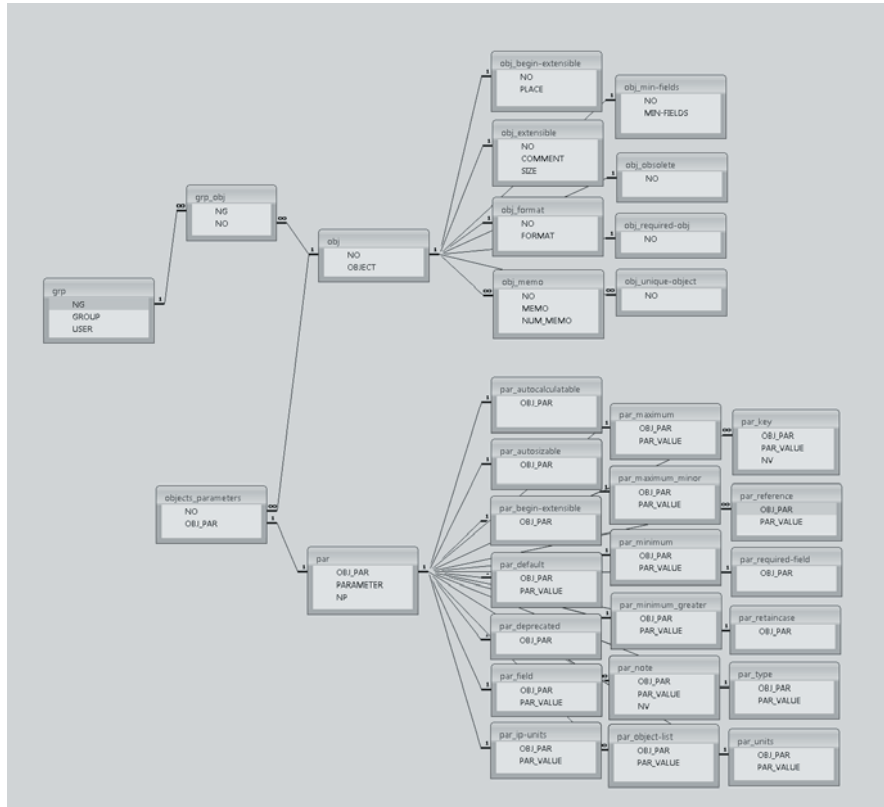 obj_begin-extensible
NO
PLACE
obj_min-fields
NO
MIN-FIELDS
obj_extensible
NO
COMMENT
SIZE
obj_obsolete
NO
grp_obj
NG
NO
obj_format
NO
FORMAT
obj_required-obj
NO
obj
NO
OBJECT
obj_memo
NO
MEMO
NUM_MEMO
obj_unique-object
NO
grp
NG
GROUP
USER
par_autocalculatable
OBJ_PAR
par_maximum
OBJ_PAR
PAR_VALUE
par_key
OBJ_PAR
PAR_VALUE
NV
par_autosizable
OBJ_PAR
par_maximum_minor
OBJ_PAR
PAR_VALUE
par_reference
OBJ_PAR
PAR_VALUE
objects_parameters
NO
OBJ_PAR
par_begin-extensible
OBJ_PAR
par_minimum
OBJ_PAR
PAR_VALUE
par_required-field
OBJ_PAR
par
OBJ_PAR
PARAMETER
NP
par_default
OBJ_PAR
PAR_VALUE
par_minimum_greater
OBJ_PAR
PAR_VALUE
par_retaincase
OBJ_PAR
par_deprecated
OBJ_PAR
par_note
OBJ_PAR
PAR_VALUE
NV
par_type
OBJ_PAR
PAR_VALUE
par_field
OBJ_PAR
PAR_VALUE
par_ip-units
OBJ_PAR
PAR_VALUE
par_object-list
OBJ_PAR
PAR_VALUE
par_units
OBJ_PAR
PAR_VALUE